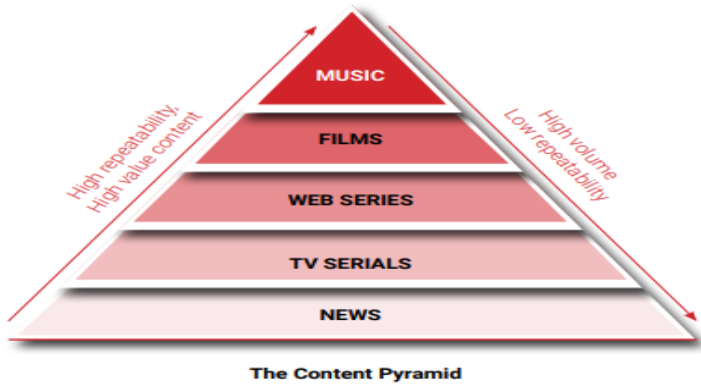 MUSIC
High repeatability,
High value content
High volume
Low repeatability
FILMS
WEB SERIES
TV SERIALS
NEWS
The Content Pyramid